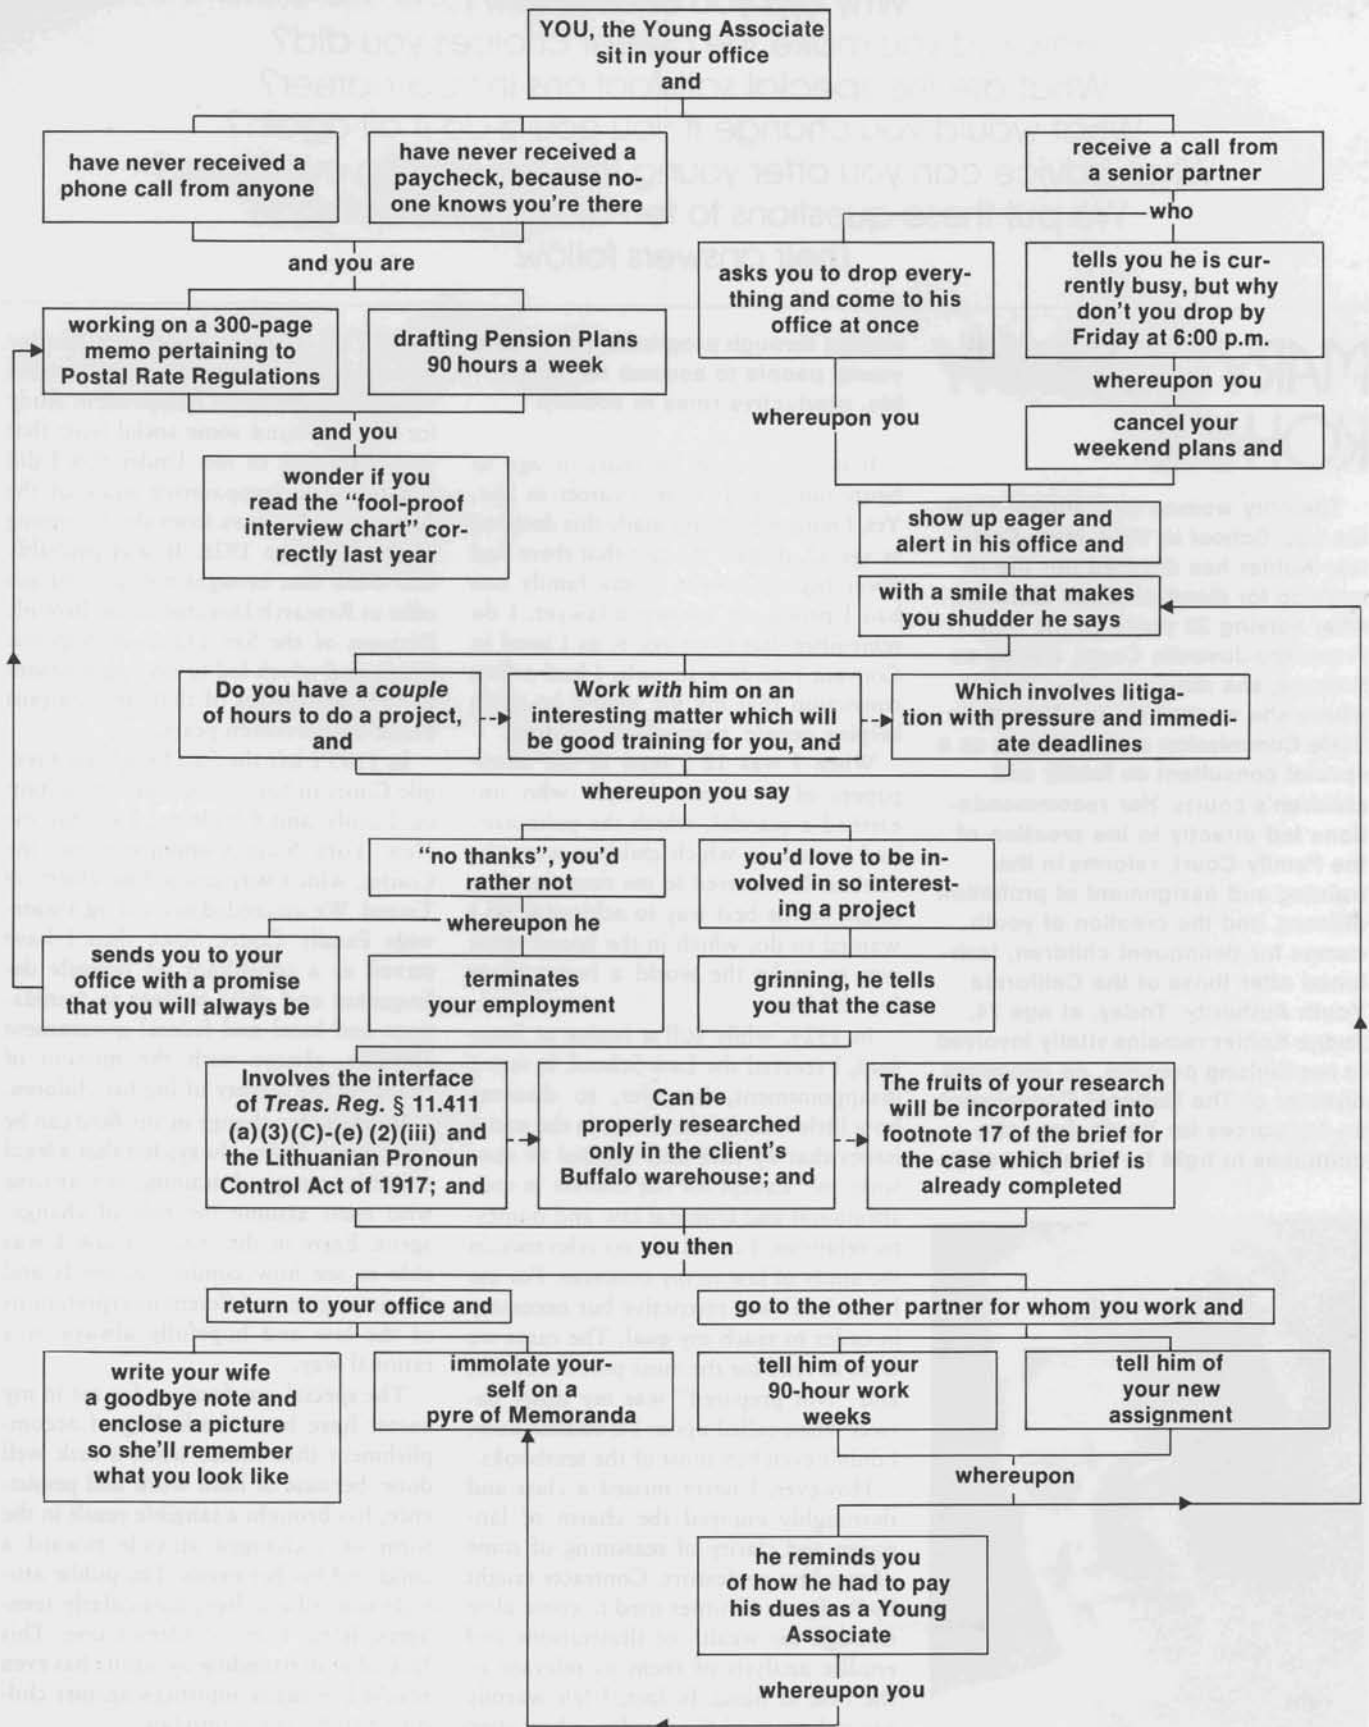 YOU, the Young Associate
sit in your office
and
have never received a
phone call from anyone
have never received a
paycheck, because no-
one knows you're there
receive a call from
a senior partner
who
and you are
asks you to drop every-
thing and come to his
office at once
tells you he is cur-
rently busy, but why
don't you drop by
Friday at 6:00 p.m.
working on a 300-page
memo pertaining to
Postal Rate Regulations
drafting Pension Plans
90 hours a week
whereupon you
whereupon you
cancel your
weekend plans and
and you
wonder if you
read the “fool-proof
interview chart” cor-
rectly last year
show up eager and
alert in his office and
with a smile that makes
you shudder he says
Do you have a couple
of hours to do a project,
and
Work with him on an
interesting matter which will
be good training for you, and
Which involves litiga-
tion with pressure and immedi-
ate deadlines
whereupon you say
“no thanks”, you'd
rather not
you'd love to be in-
volved in so interest-
ing a project
whereupon he
sends you to your
office with a promise
that you will always be
terminates
your employment
grinning, he tells
you that the case
Involves the interface
of Treas. Reg. § 11.411
(a)(3)(C)-(e) (2)(iii) and
the Lithuanian Pronoun
Control Act of 1917; and
Can be
properly researched
only in the client's
Buffalo warehouse; and
The fruits of your research
will be incorporated into
footnote 17 of the brief for
the case which brief is
already completed
you then
return to your office and
go to the other partner for whom you work and
write your wife
a goodbye note and
enclose a picture
so she'll remember
what you look like
immolate your-
self on a
pyre of Memoranda
tell him of your
90-hour work
weeks
tell him of
your new
assignment
whereupon
he reminds you
of how he had to pay
his dues as a Young
Associate
whereupon you